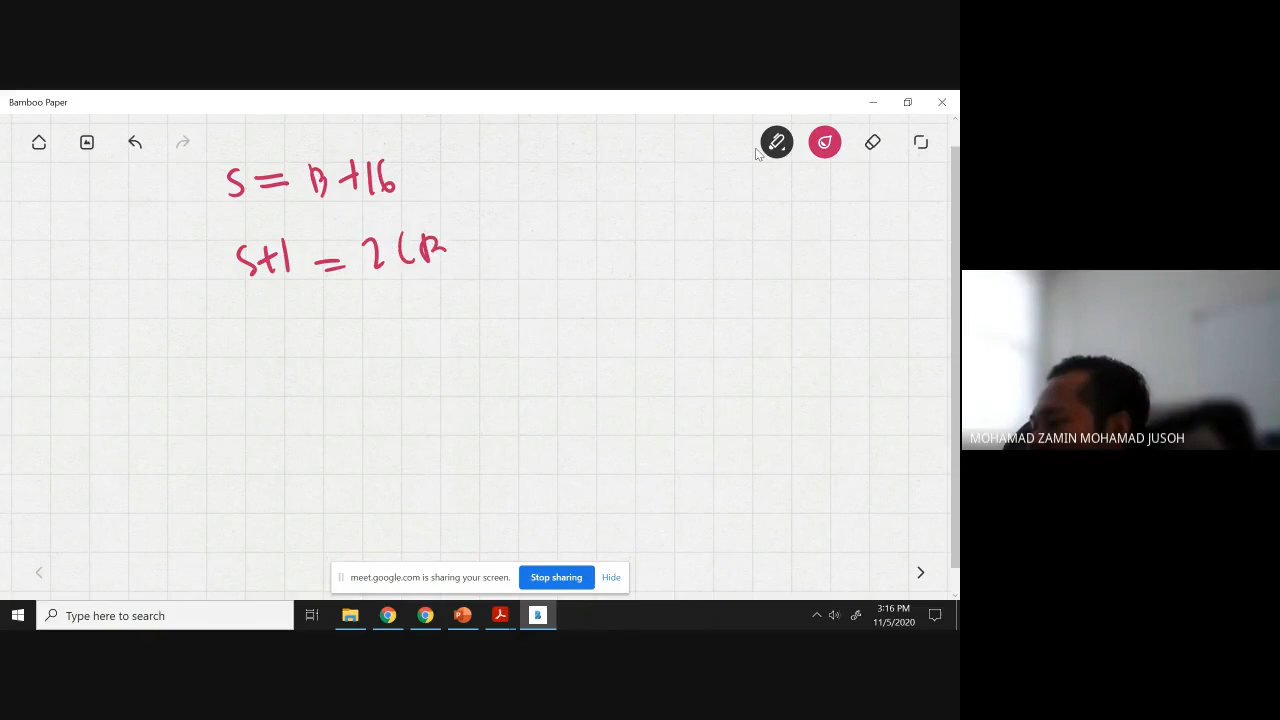 Bamboo Paper
S = B+16
S+1 = 2(B
meet.google.com is sharing your screen. Stop sharing Hide
MOHAMAD ZAMIN MOHAMAD JUSOH
Type here to search
3:16 PM
11/5/2020